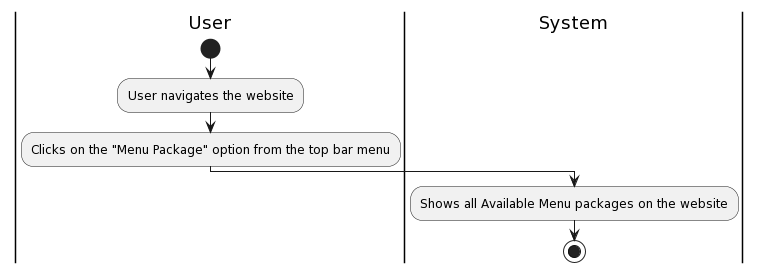 User
System
User navigates the website
Clicks on the "Menu Package" option from the top bar menu
Shows all Available Menu packages on the website